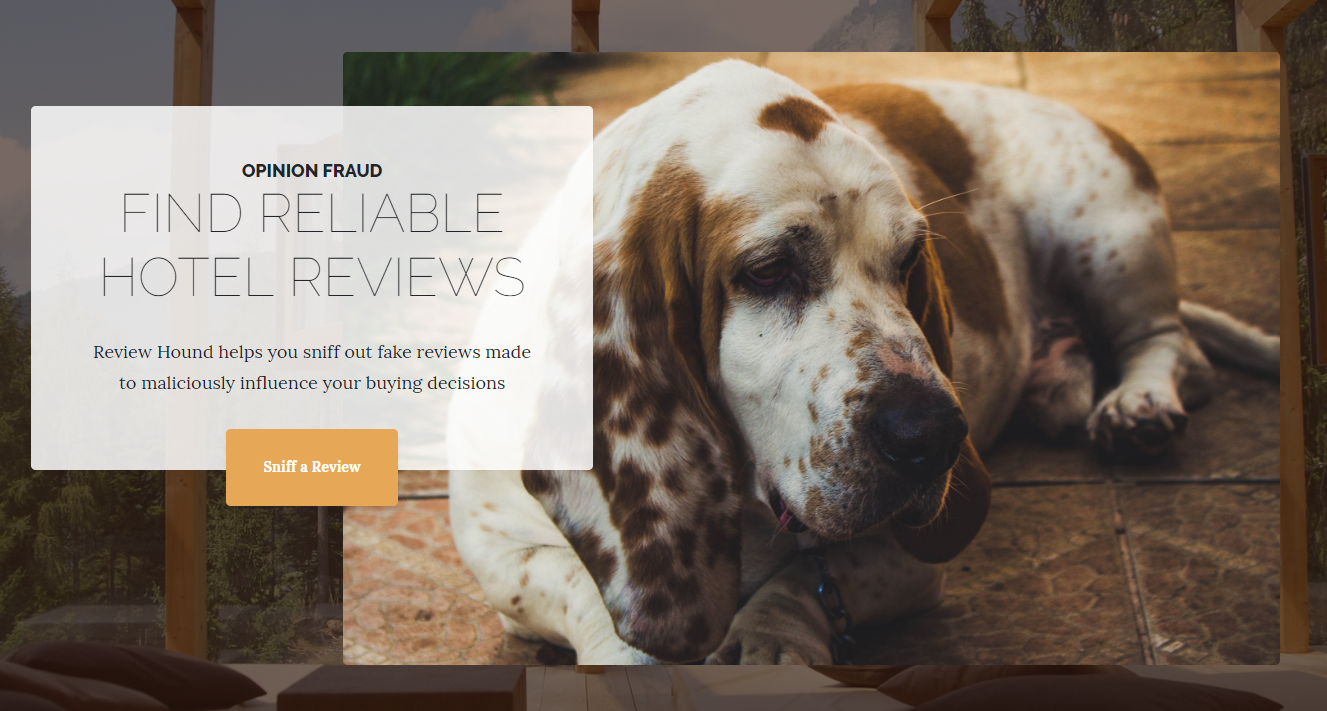 OPINION FRAUD
FIND RELIABLE
HOTEL REVIEWS
Review Hound helps you sniff out fake reviews made
to maliciously influence your buying decisions
Sniff a Review